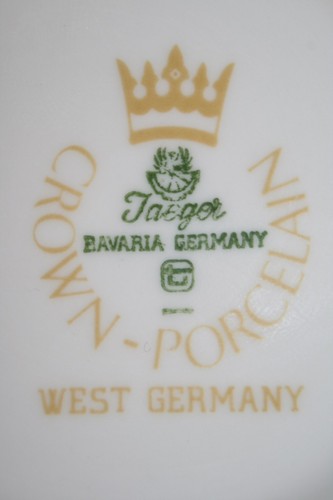 Jaeger
BAVARIA GERMANY
CROWN-PORCELAIN
WEST GERMANY